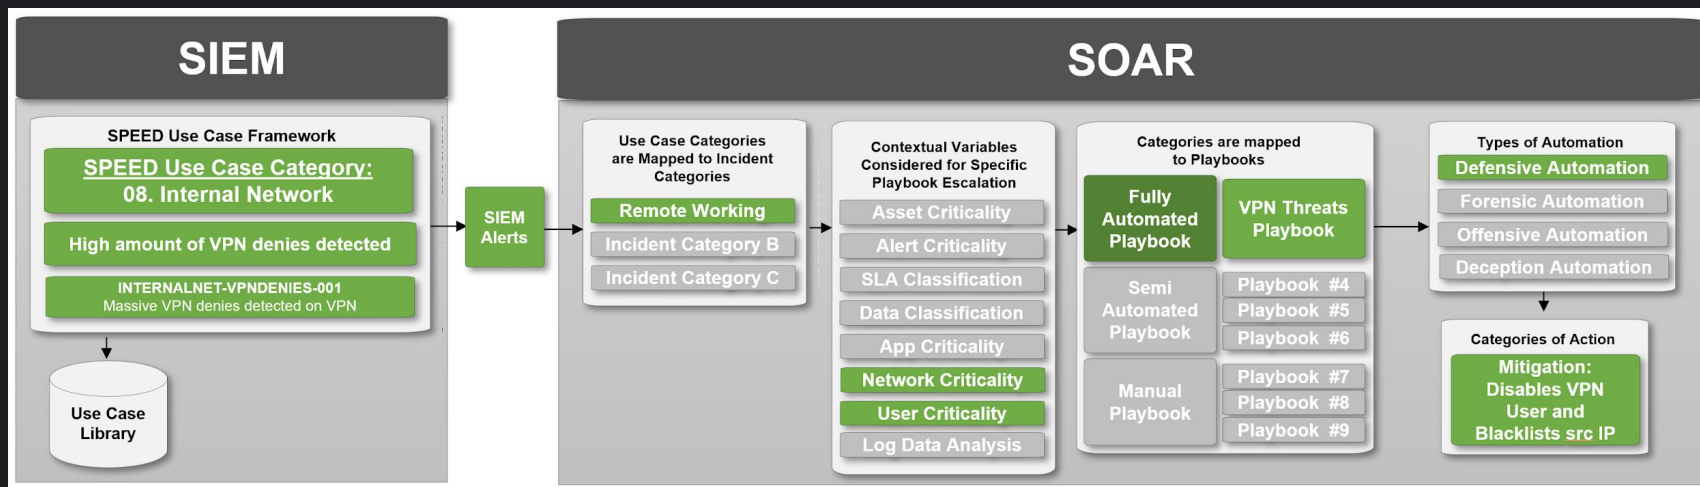 SIEM
SPEED Use Case Framework
SPEED Use Case Category:
08. Internal Network
High amount of VPN denies detected
INTERNALNET-VPNDENIES-001
Massive VPN denies detected on VPN
Use Case
Library
SIEM
Alerts
SOAR
Use Case Categories
are Mapped to Incident
Categories
Remote Working
Incident Category B
Incident Category C
Contextual Variables
Considered for Specific
Playbook Escalation
Asset Criticality
Alert Criticality
SLA Classification
Data Classification
App Criticality
Network Criticality
User Criticality
Log Data Analysis
Categories are mapped
to Playbooks
Fully
Automated
Playbook
VPN Threats
Playbook
Semi
Automated
Playbook
Playbook #4
Playbook #5
Playbook #6
Manual
Playbook
Playbook #7
Playbook #8
Playbook #9
Types of Automation
Defensive Automation
Forensic Automation
Offensive Automation
Deception Automation
Categories of Action
Mitigation:
Disables VPN
User and
Blacklists src IP